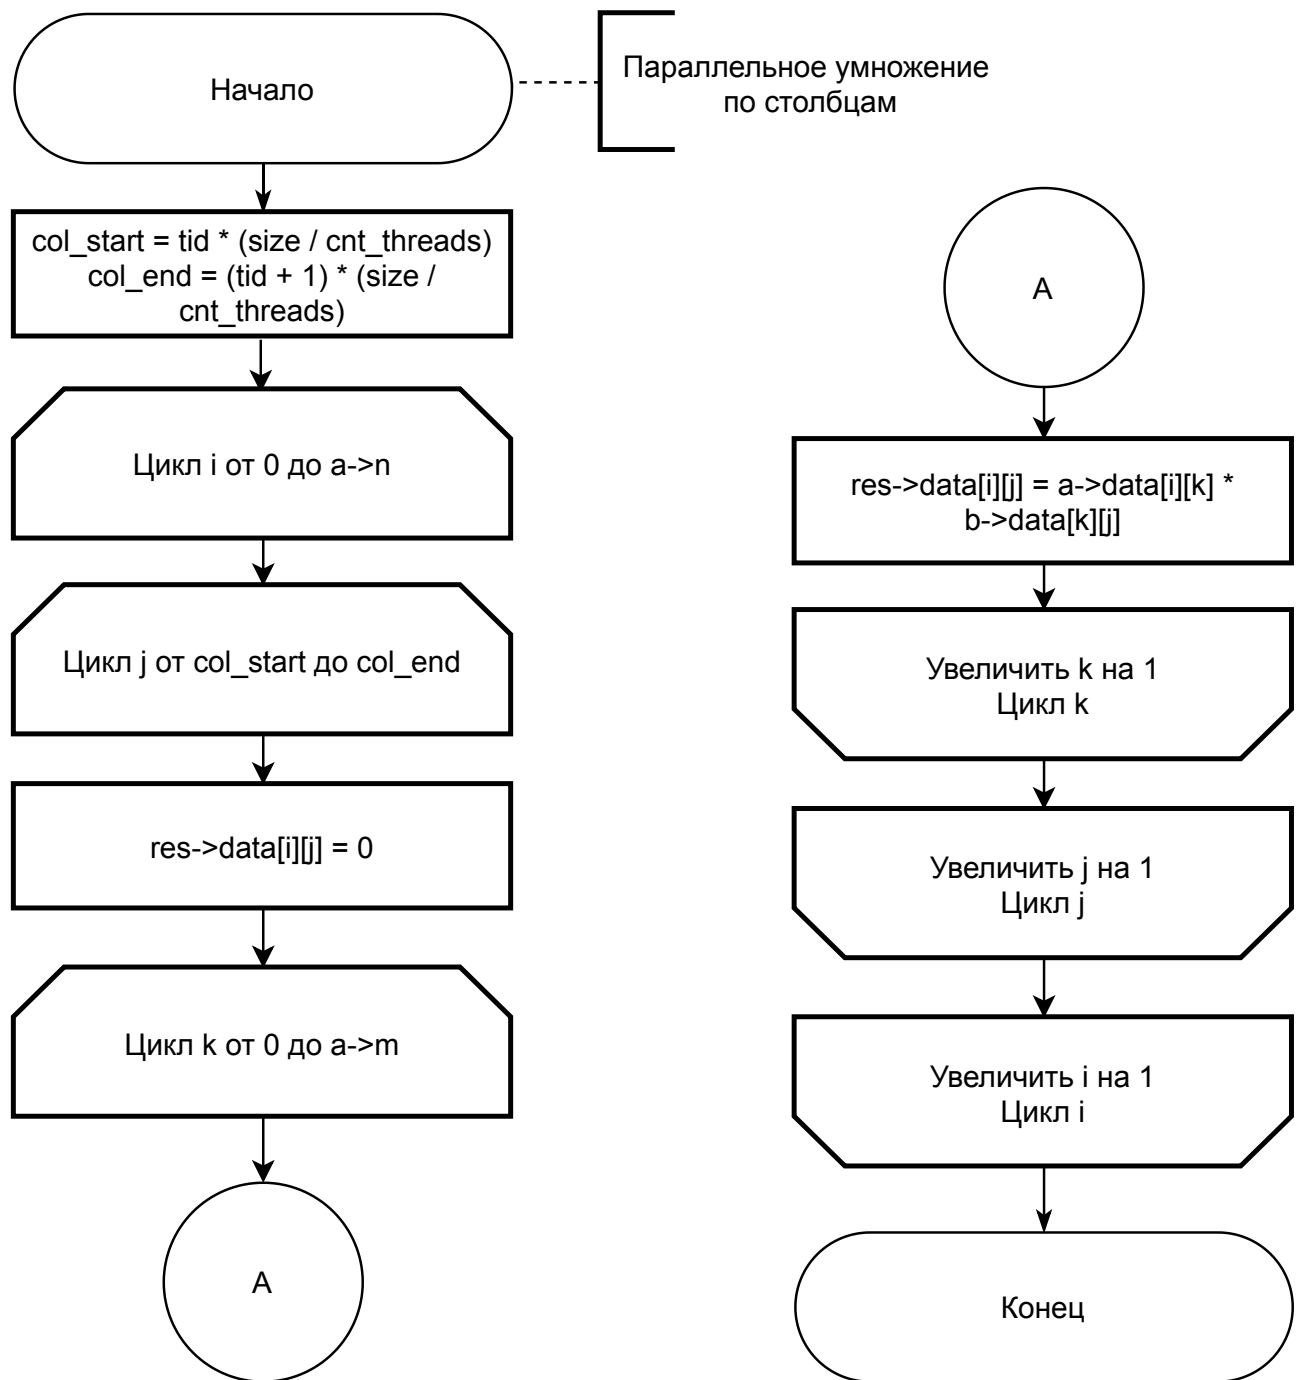 Начало
Параллельное умножение
по столбцам
col_start = tid * (size / cnt_threads)
col_end = (tid + 1) * (size /
cnt_threads)
Цикл i от 0 до a->n
Цикл j от col_start до col_end
res->data[i][j] = 0
Цикл k от 0 до a->m
A
A
res->data[i][j] = a->data[i][k] *
b->data[k][j]
Увеличить k на 1
Цикл k
Увеличить j на 1
Цикл j
Увеличить i на 1
Цикл i
Конец